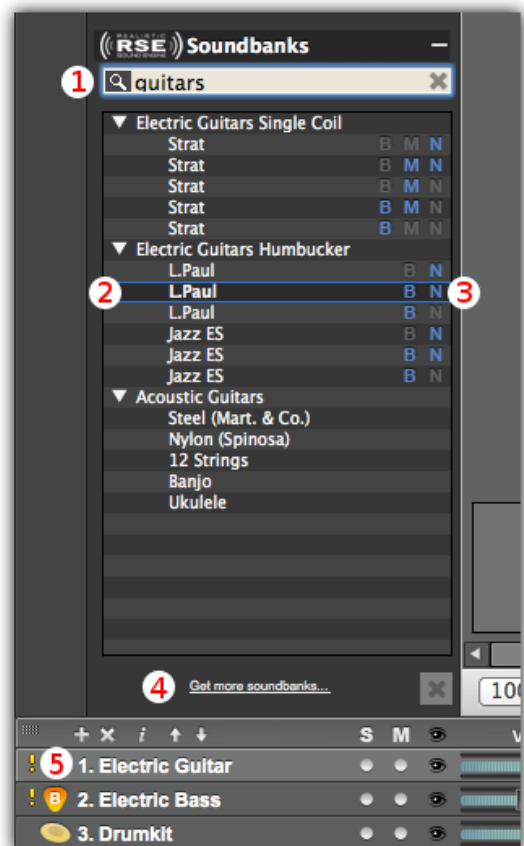 REALISTIC
((RSE)) Soundbanks –
SOUND ENGINE
1 guitars
Electric Guitars Single Coil
Strat B M N
Strat B M N
Strat B M N
Strat B M N
Strat B M N
Electric Guitars Humbucker
L.Paul B N
2 L.Paul B N 3
L.Paul B N
Jazz ES B N
Jazz ES B N
Jazz ES B N
Acoustic Guitars
Steel (Mart. & Co.)
Nylon (Spinosa)
12 Strings
Banjo
Ukulele
4 Get more soundbanks...
100
+ × i ↑ ↓ S M V
! 5 1. Electric Guitar
! B 2. Electric Bass
3. Drumkit